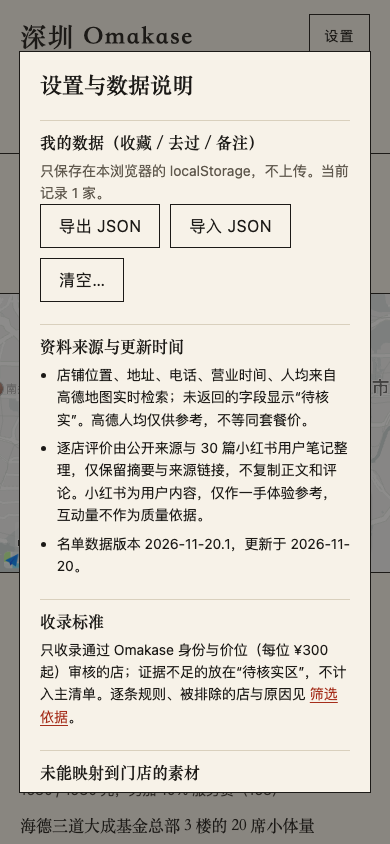 深圳 Omakase
设置
设置与数据说明
我的数据（收藏 / 去过 / 备注）
只保存在本浏览器的 localStorage，不上传。当前
记录 1 家。
导出 JSON
导入 JSON
清空…
资料来源与更新时间
• 店铺位置、地址、电话、营业时间、人均来自
高德地图实时检索；未返回的字段显示“待核
实”。高德人均仅供参考，不等同套餐价。
• 逐店评价由公开来源与 30 篇小红书用户笔记整
理，仅保留摘要与来源链接，不复制正文和评
论。小红书为用户内容，仅作一手体验参考，
互动量不作为质量依据。
• 名单数据版本 2026-11-20.1，更新于 2026-11-
20。
收录标准
只收录通过 Omakase 身份与价位（每位 ¥300
起）审核的店；证据不足的放在“待核实区”，不计
入主清单。逐条规则、被排除的店与原因见 筛选
依据。
未能映射到门店的素材
市
海德三道大成基金总部 3 楼的 20 席小体量